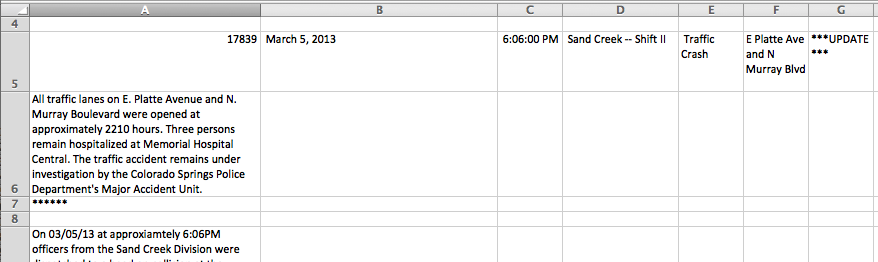 A B C D E F G
4
17839 March 5, 2013 6:06:00 PM Sand Creek -- Shift II Traffic E Platte Ave ***UPDATE
Crash and N ***
Murray Blvd
5
All traffic lanes on E. Platte Avenue and N.
Murray Boulevard were opened at
approximately 2210 hours. Three persons
remain hospitalized at Memorial Hospital
Central. The traffic accident remains under
investigation by the Colorado Springs Police
6 Department's Major Accident Unit.
7 ******
8
On 03/05/13 at approxiamtely 6:06PM
officers from the Sand Creek Division were